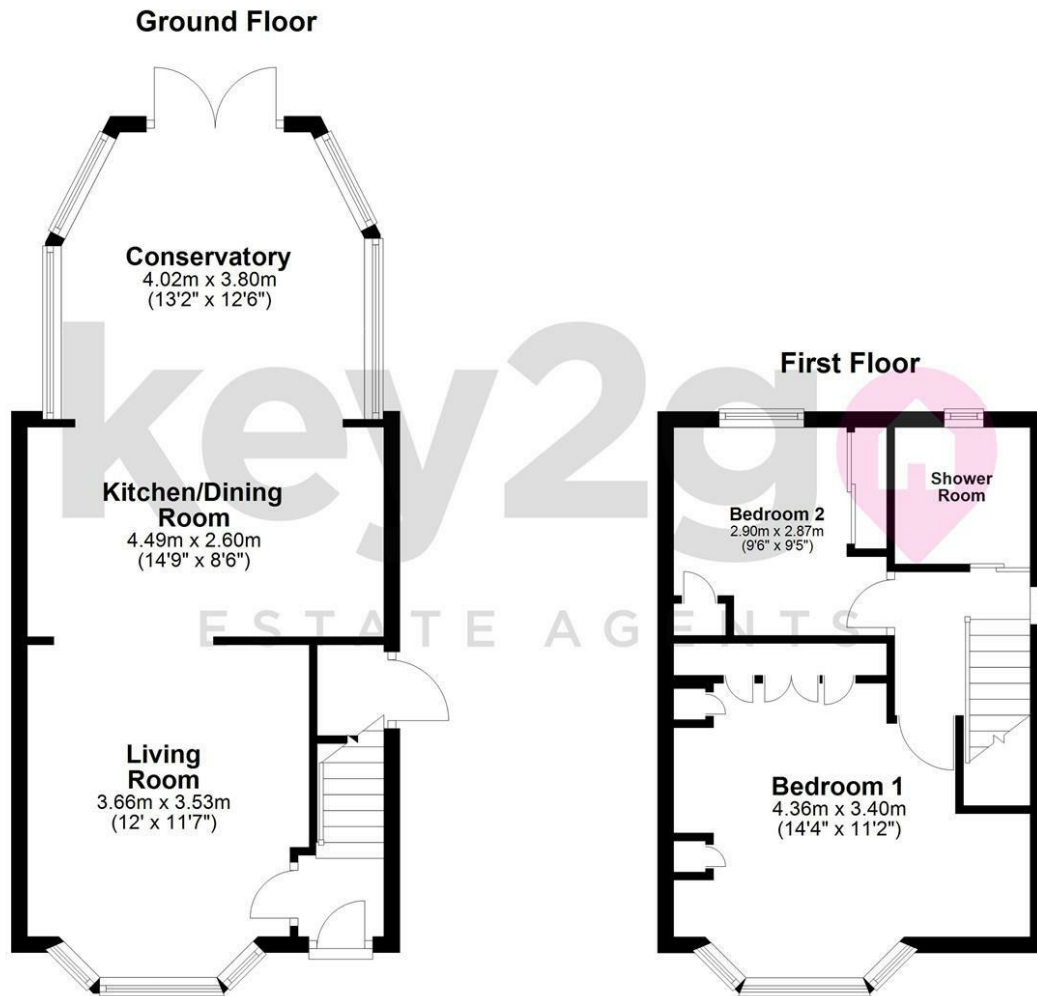 Ground Floor
Conservatory
4.02m x 3.80m
(13'2" x 12'6")
Kitchen/Dining
Room
4.49m x 2.60m
(14'9" x 8'6")
Living
Room
3.66m x 3.53m
(12' x 11'7")
First Floor
Shower
Room
Bedroom 2
2.90m x 2.87m
(9'6" x 9'5")
Bedroom 1
4.36m x 3.40m
(14'4" x 11'2")
key2g
ESTATE AGENTS